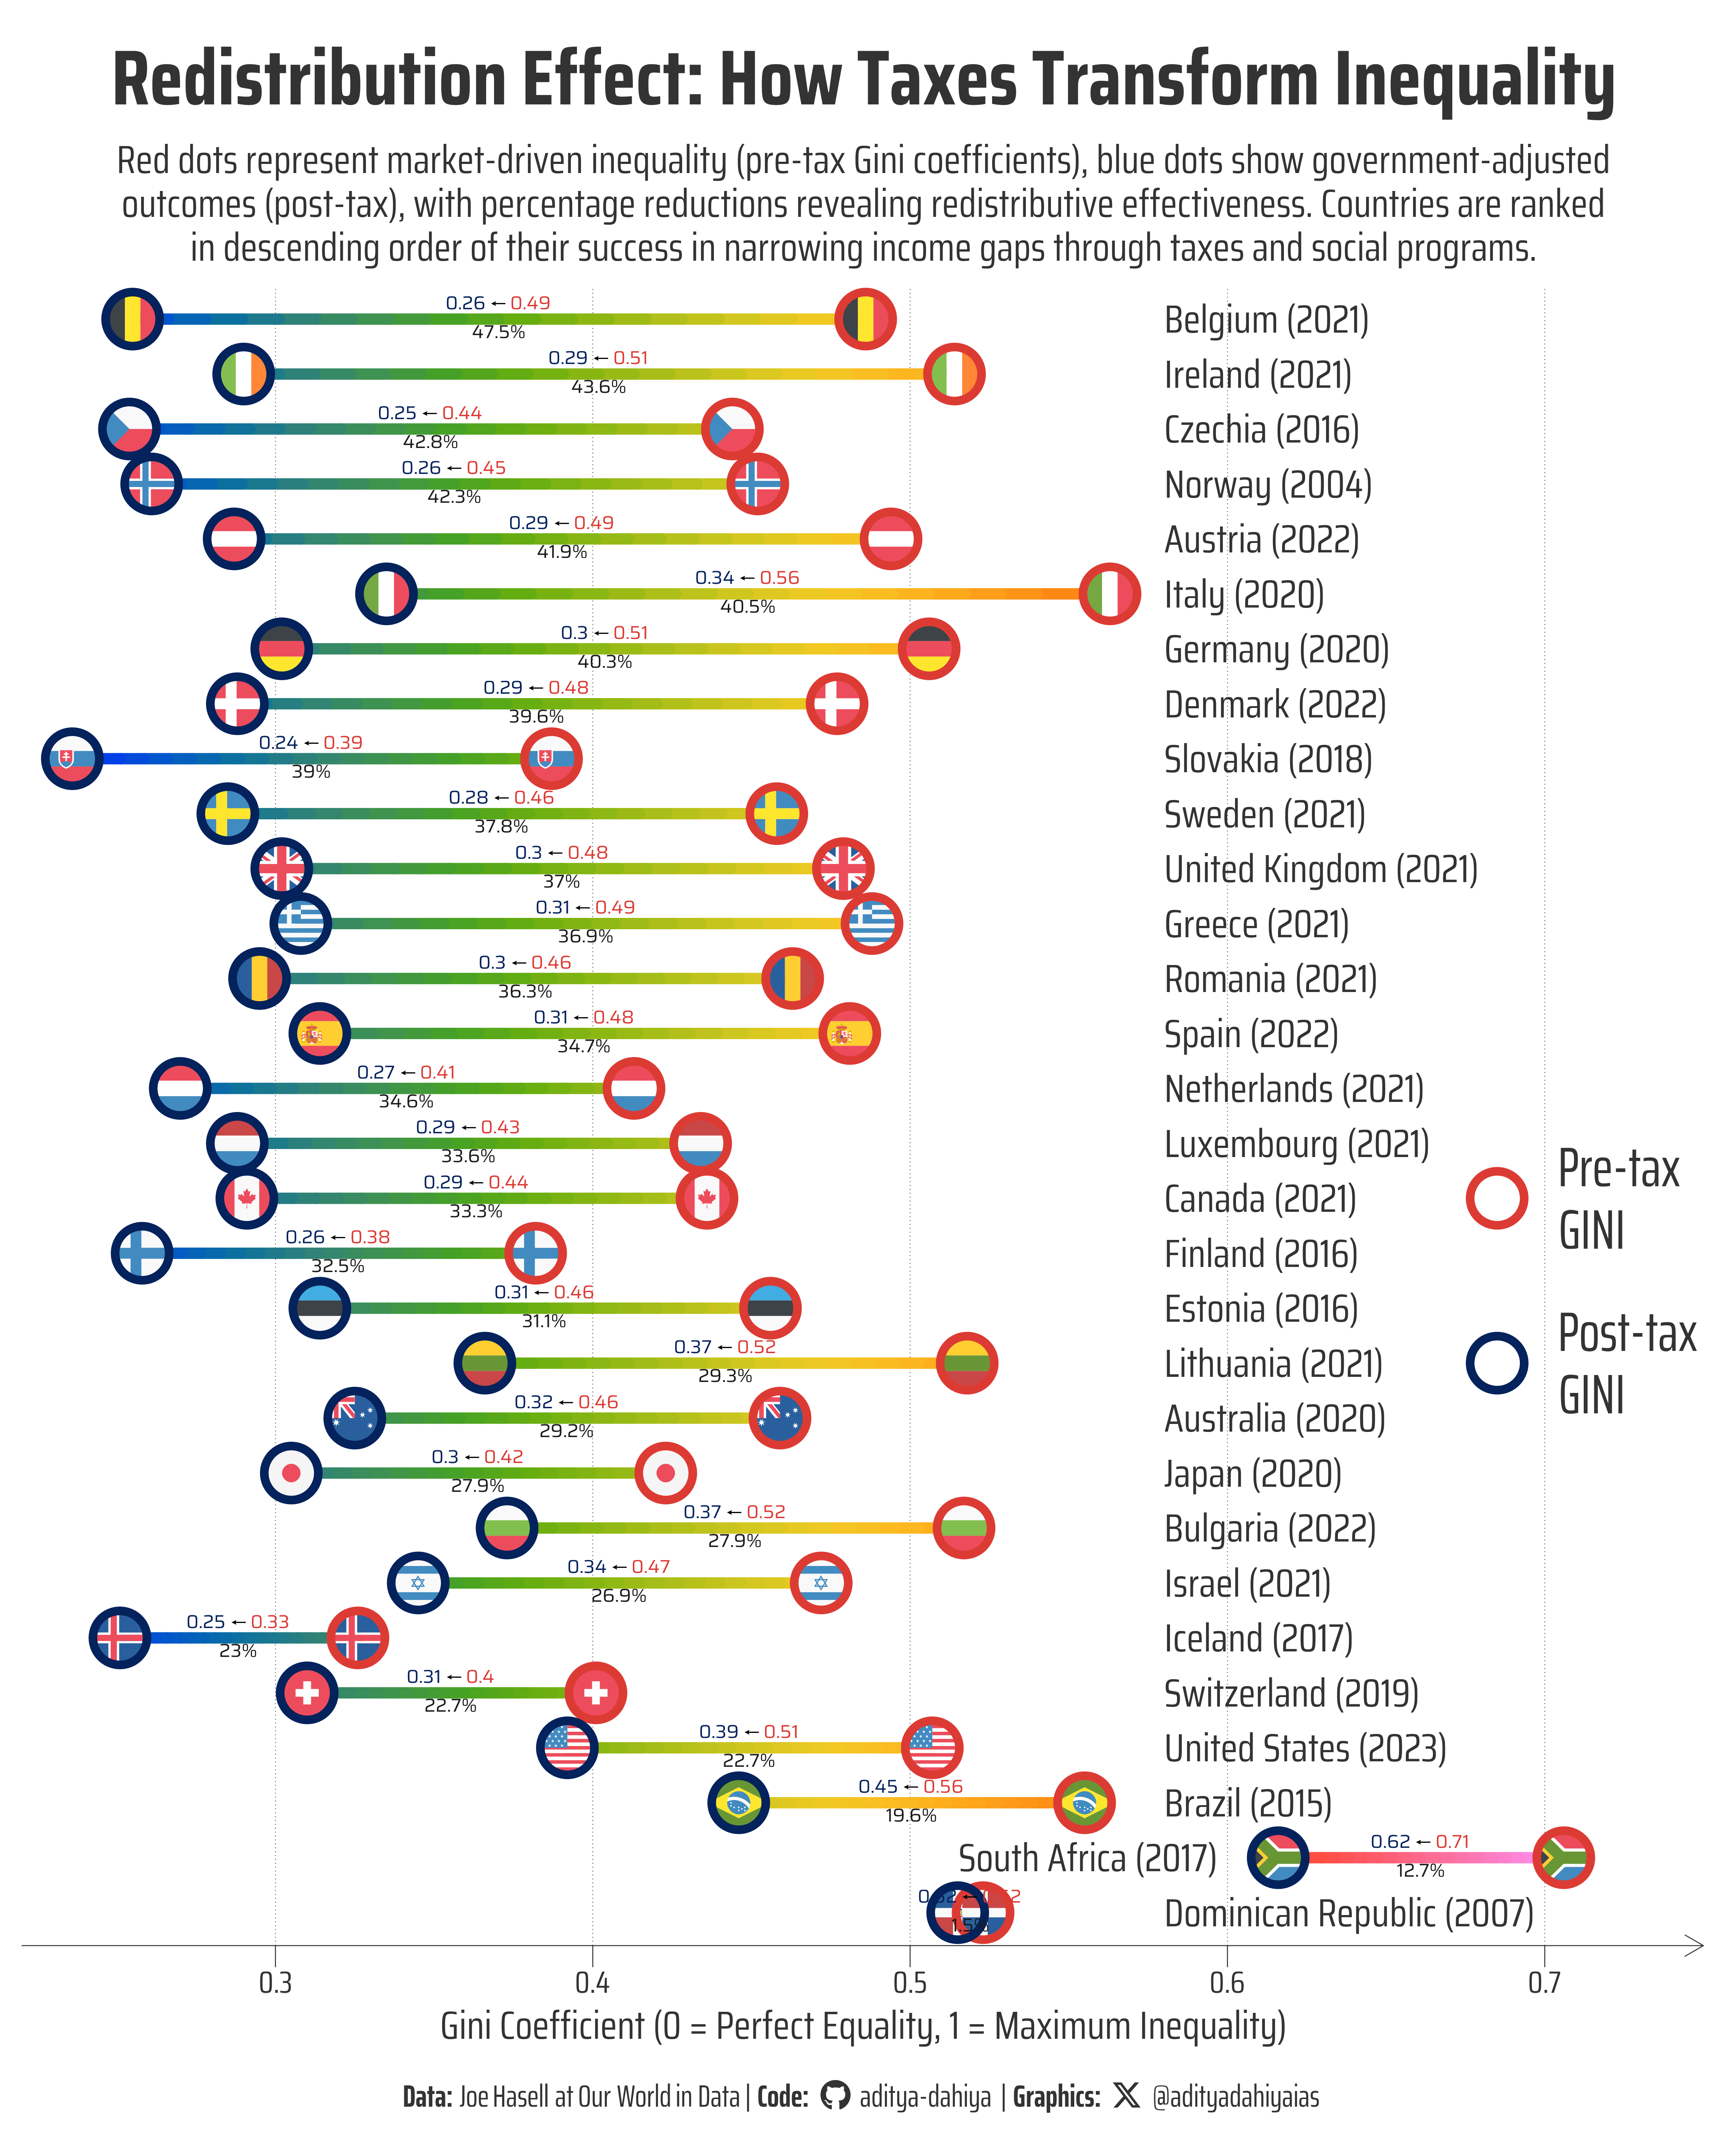 Redistribution Effect: How Taxes Transform Inequality
Red dots represent market-driven inequality (pre-tax Gini coefficients), blue dots show government-adjusted
outcomes (post-tax), with percentage reductions revealing redistributive effectiveness. Countries are ranked
in descending order of their success in narrowing income gaps through taxes and social programs.
0.26 ← 0.49
47.5%
Belgium (2021)
0.29 ← 0.51
43.6%
Ireland (2021)
0.25 ← 0.44
42.8%
Czechia (2016)
0.26 ← 0.45
42.3%
Norway (2004)
0.29 ← 0.49
41.9%
Austria (2022)
0.34 ← 0.56
40.5%
Italy (2020)
0.3 ← 0.51
40.3%
Germany (2020)
0.29 ← 0.48
39.6%
Denmark (2022)
0.24 ← 0.39
39%
Slovakia (2018)
0.28 ← 0.46
37.8%
Sweden (2021)
0.3 ← 0.48
37%
United Kingdom (2021)
0.31 ← 0.49
36.9%
Greece (2021)
0.3 ← 0.46
36.3%
Romania (2021)
0.31 ← 0.48
34.7%
Spain (2022)
0.27 ← 0.41
34.6%
Netherlands (2021)
0.29 ← 0.43
33.6%
Luxembourg (2021)
0.29 ← 0.44
33.3%
Canada (2021)
0.26 ← 0.38
32.5%
Finland (2016)
0.31 ← 0.46
31.1%
Estonia (2016)
0.37 ← 0.52
29.3%
Lithuania (2021)
0.32 ← 0.46
29.2%
Australia (2020)
0.3 ← 0.42
27.9%
Japan (2020)
0.37 ← 0.52
27.9%
Bulgaria (2022)
0.34 ← 0.47
26.9%
Israel (2021)
0.25 ← 0.33
23%
Iceland (2017)
0.31 ← 0.4
22.7%
Switzerland (2019)
0.39 ← 0.51
22.7%
United States (2023)
0.45 ← 0.56
19.6%
Brazil (2015)
South Africa (2017)
0.62 ← 0.71
12.7%
Dominican Republic (2007)
Pre-tax
GINI
Post-tax
GINI
0.3 0.4 0.5 0.6 0.7
Gini Coefficient (0 = Perfect Equality, 1 = Maximum Inequality)
Data: Joe Hasell at Our World in Data | Code: aditya-dahiya | Graphics: @adityadahiyaias